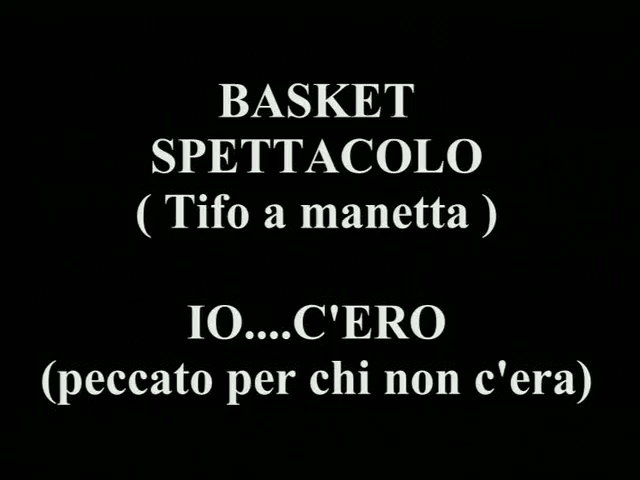 BASKET
SPETTACOLO
( Tifo a manetta )
IO....C'ERO
(peccato per chi non c'era)